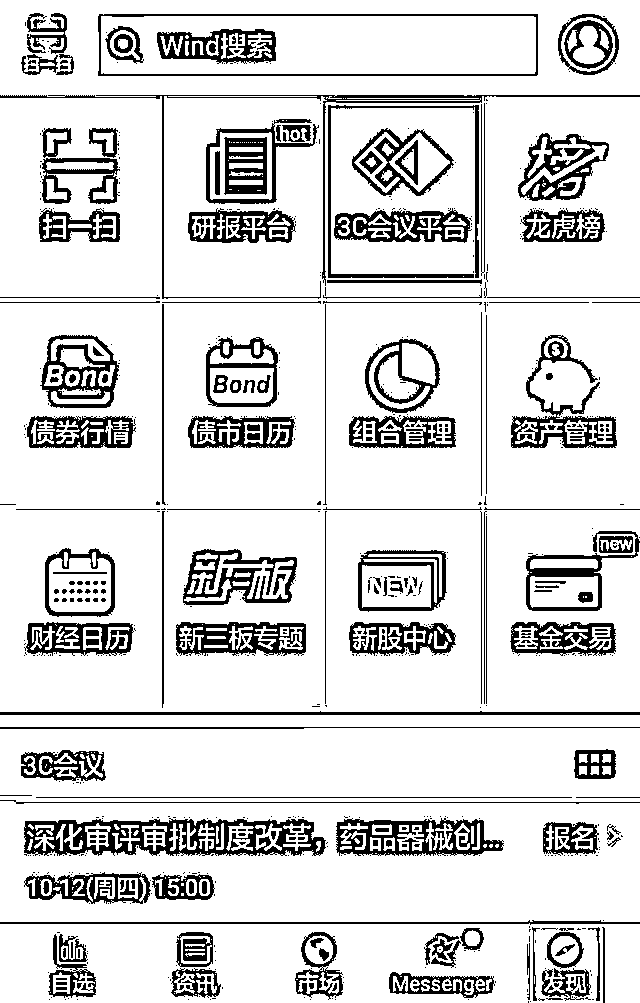 扫一扫 Wind搜索
hot
扫一扫 研报平台 3C会议平台 龙虎榜
Bond Bond
债券行情 债市日历 组合管理 资产管理
new
新三板 NEW
财经日历 新三板专题 新股中心 基金交易
3C会议
深化审评审批制度改革，药品器械创... 报名 >
10-12(周四) 15:00
自选 资讯 市场 Messenger 发现